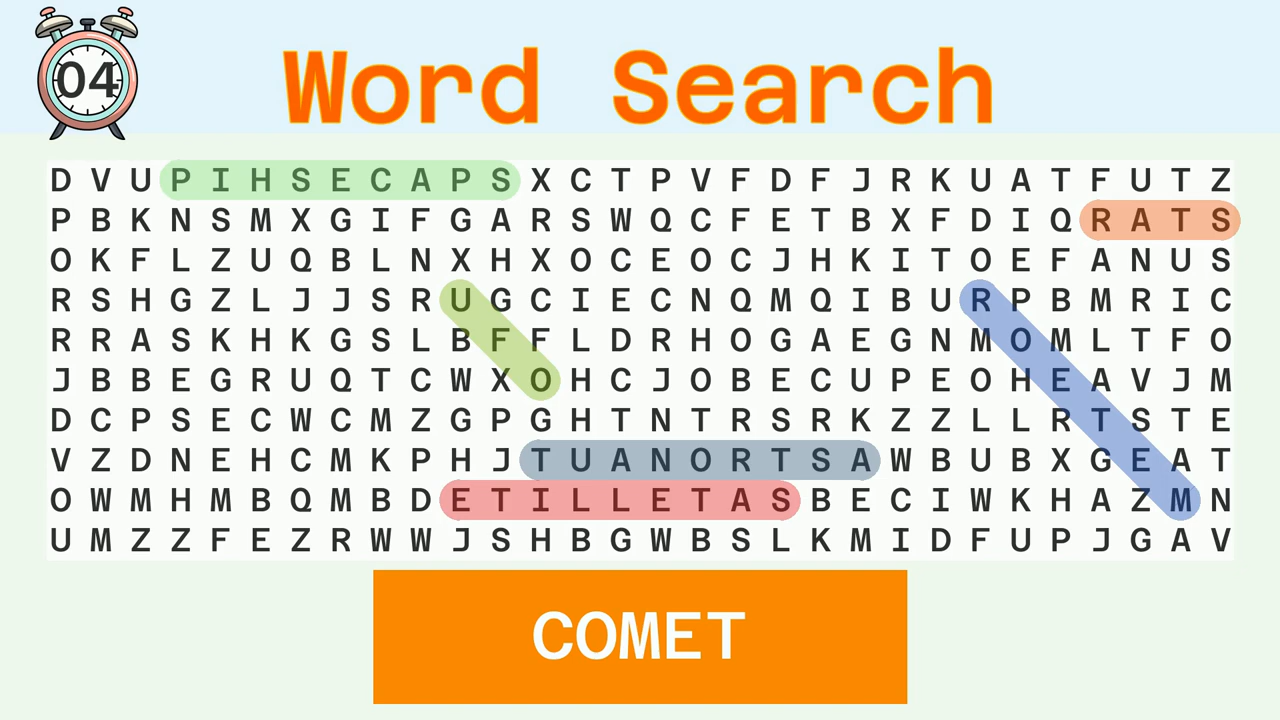 04
Word Search
D V U P I H S E C A P S X C T P V F D F J R K U A T F U T Z
P B K N S M X G I F G A R S W Q C F E T B X F D I Q R A T S
O K F L Z U Q B L N X H X O C E O C J H K I T O E F A N U S
R S H G Z L J J S R U G C I E C N Q M Q I B U R P B M R I C
R R A S K H K G S L B F F L D R H O G A E G N M O M L T F O
J B B E G R U Q T C W X O H C J O B E C U P E O H E A V J M
D C P S E C W C M Z G P G H T N T R S R K Z Z L L R T S T E
V Z D N E H C M K P H J T U A N O R T S A W B U B X G E A T
O W M H M B Q M B D E T I L L E T A S B E C I W K H A Z M N
U M Z Z F E Z R W W J S H B G W B S L K M I D F U P J G A V
COMET